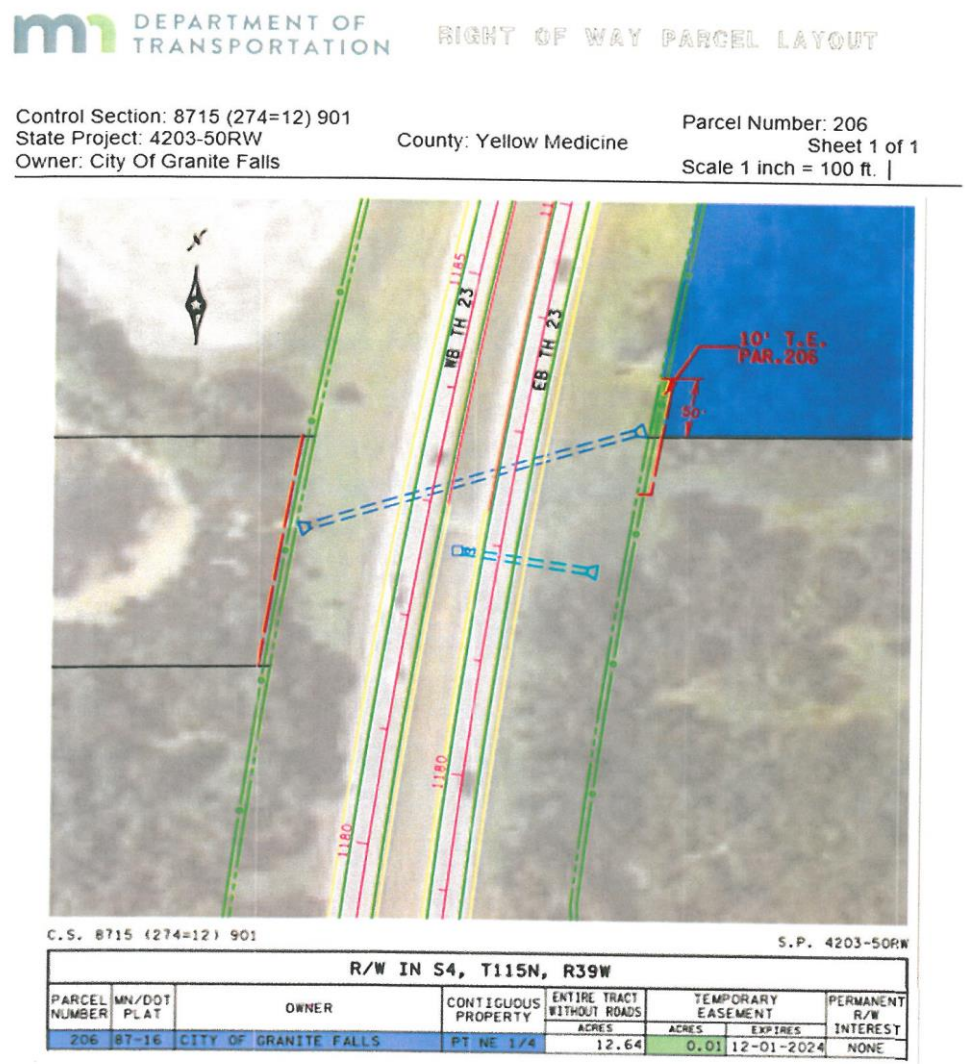 DEPARTMENT OF
TRANSPORTATION
RIGHT OF WAY PARCEL LAYOUT
Control Section: 8715 (274=12) 901
State Project: 4203-50RW
Owner: City Of Granite Falls
County: Yellow Medicine
Parcel Number: 206
Sheet 1 of 1
Scale 1 inch = 100 ft.
1185
WB TH 23
EB TH 23
10' T.E.
PAR.206
50'
1180
1180
C.S. 8715 (274=12) 901
S.P. 4203-50RW
R/W IN S4, T115N, R39W
PARCEL NUMBER MN/DOT PLAT OWNER CONTIGUOUS PROPERTY ENTIRE TRACT WITHOUT ROADS TEMPORARY EASEMENT PERMANENT R/W INTEREST
ACRES ACRES EXPIRES
206 87-16 CITY OF GRANITE FALLS PT NE 1/4 12.64 0.01 12-01-2024 NONE